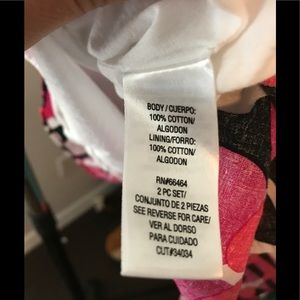 BODY / CUERPO:
100% COTTON/
ALGODON
LINING/FORRO:
100% COTTON/
ALGODON
RN#66464
2 PC SET/
CONJUNTO DE 2 PIEZAS
SEE REVERSE FOR CARE/
VER AL DORSO
PARA CUIDADO
CUT#34034